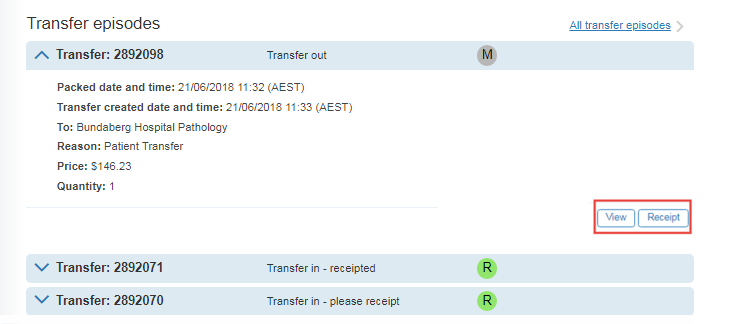 Transfer episodes
All transfer episodes
Transfer: 2892098 Transfer out M
Packed date and time: 21/06/2018 11:32 (AEST)
Transfer created date and time: 21/06/2018 11:33 (AEST)
To: Bundaberg Hospital Pathology
Reason: Patient Transfer
Price: $146.23
Quantity: 1
View Receipt
Transfer: 2892071 Transfer in - receipted R
Transfer: 2892070 Transfer in - please receipt R